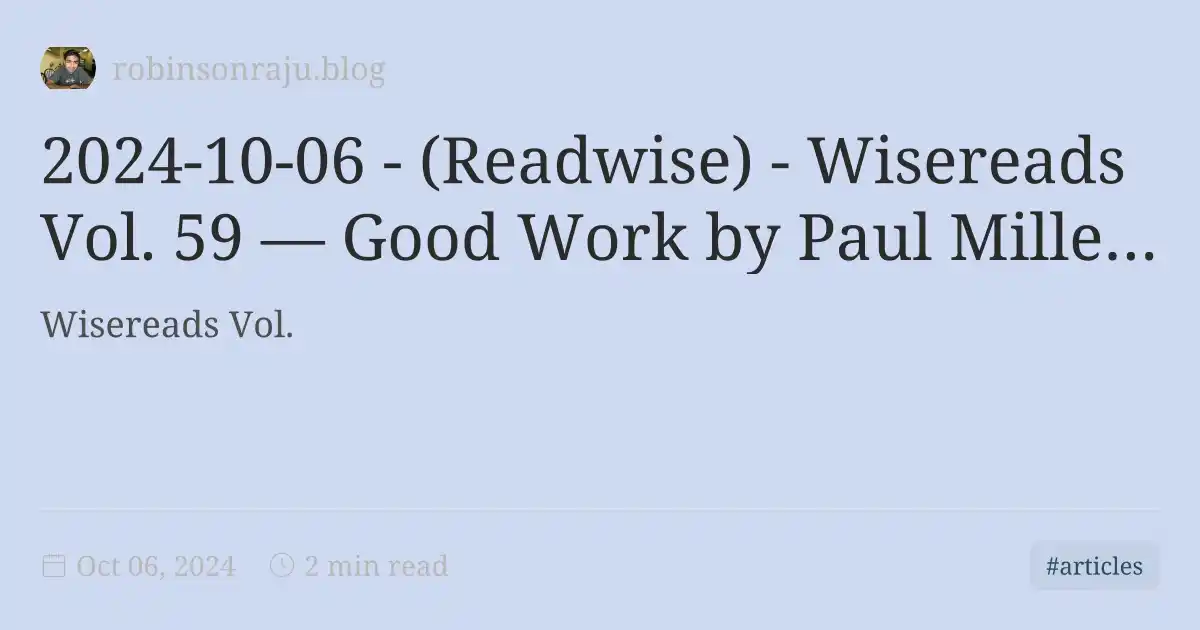 robinsonraju.blog
2024-10-06 - (Readwise) - Wisereads
Vol. 59 — Good Work by Paul Mille...
Wisereads Vol.
Oct 06, 2024 2 min read
#articles